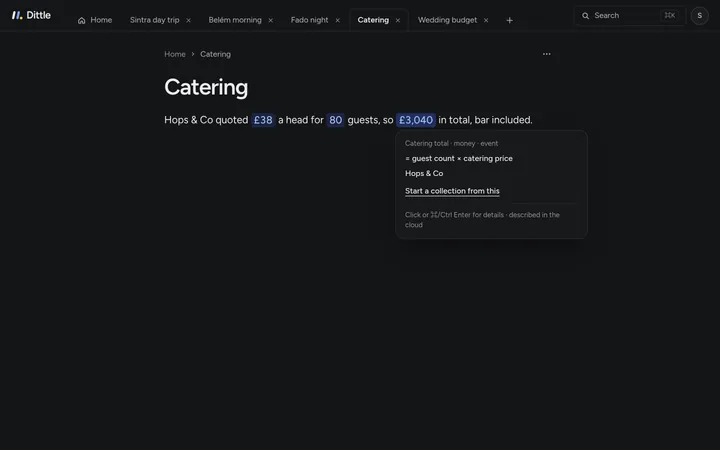 Dittle
Home
Sintra day trip ×
Belém morning ×
Fado night ×
Catering ×
Wedding budget ×
+
Search
⌘X
S
Home > Catering
...
Catering
Hops & Co quoted £38 a head for 80 guests, so £3,040 in total, bar included.
Catering total · money · event
= guest count × catering price
Hops & Co
Start a collection from this
Click or ⌘/Ctrl Enter for details · described in the
cloud